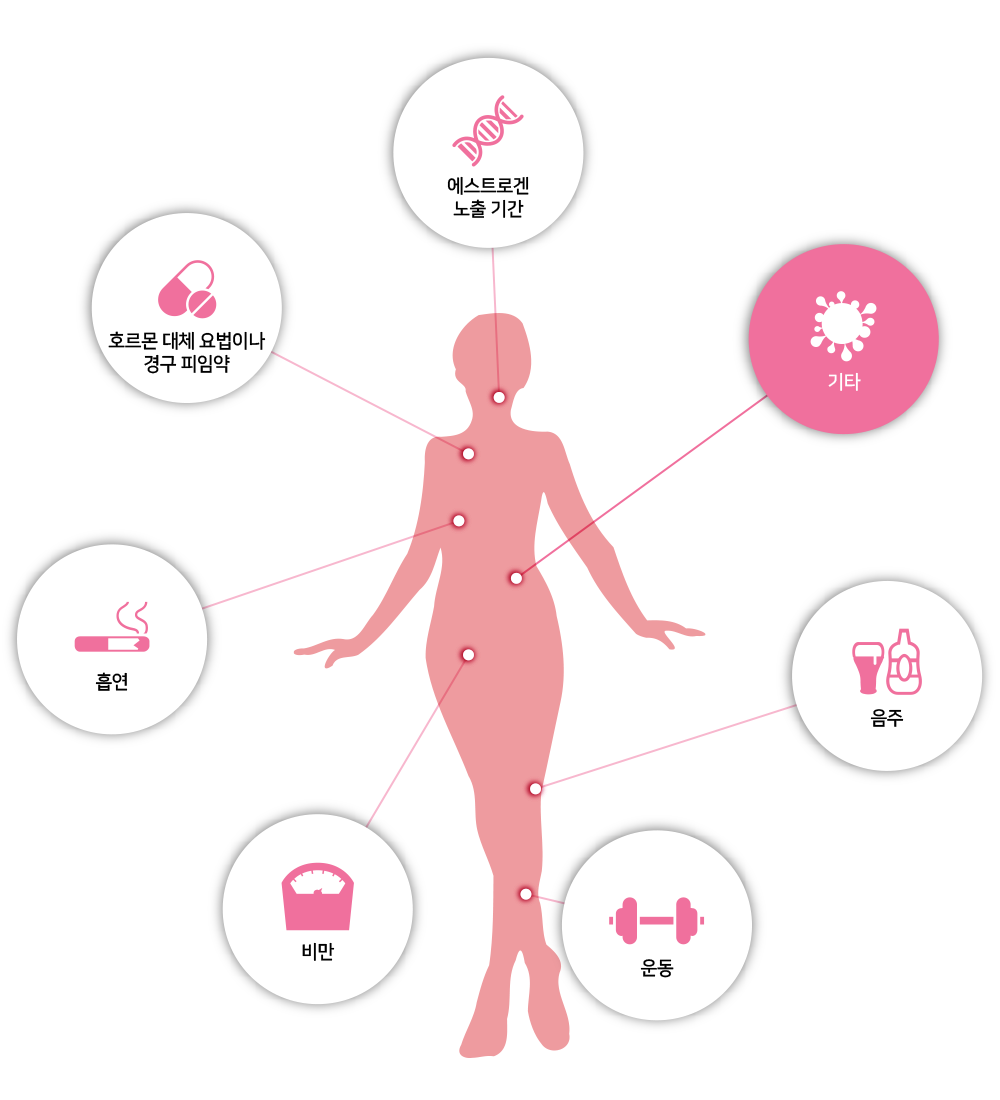 에스트로겐
노출 기간
호르몬 대체 요법이나
경구 피임약
기타
흡연
음주
비만
운동